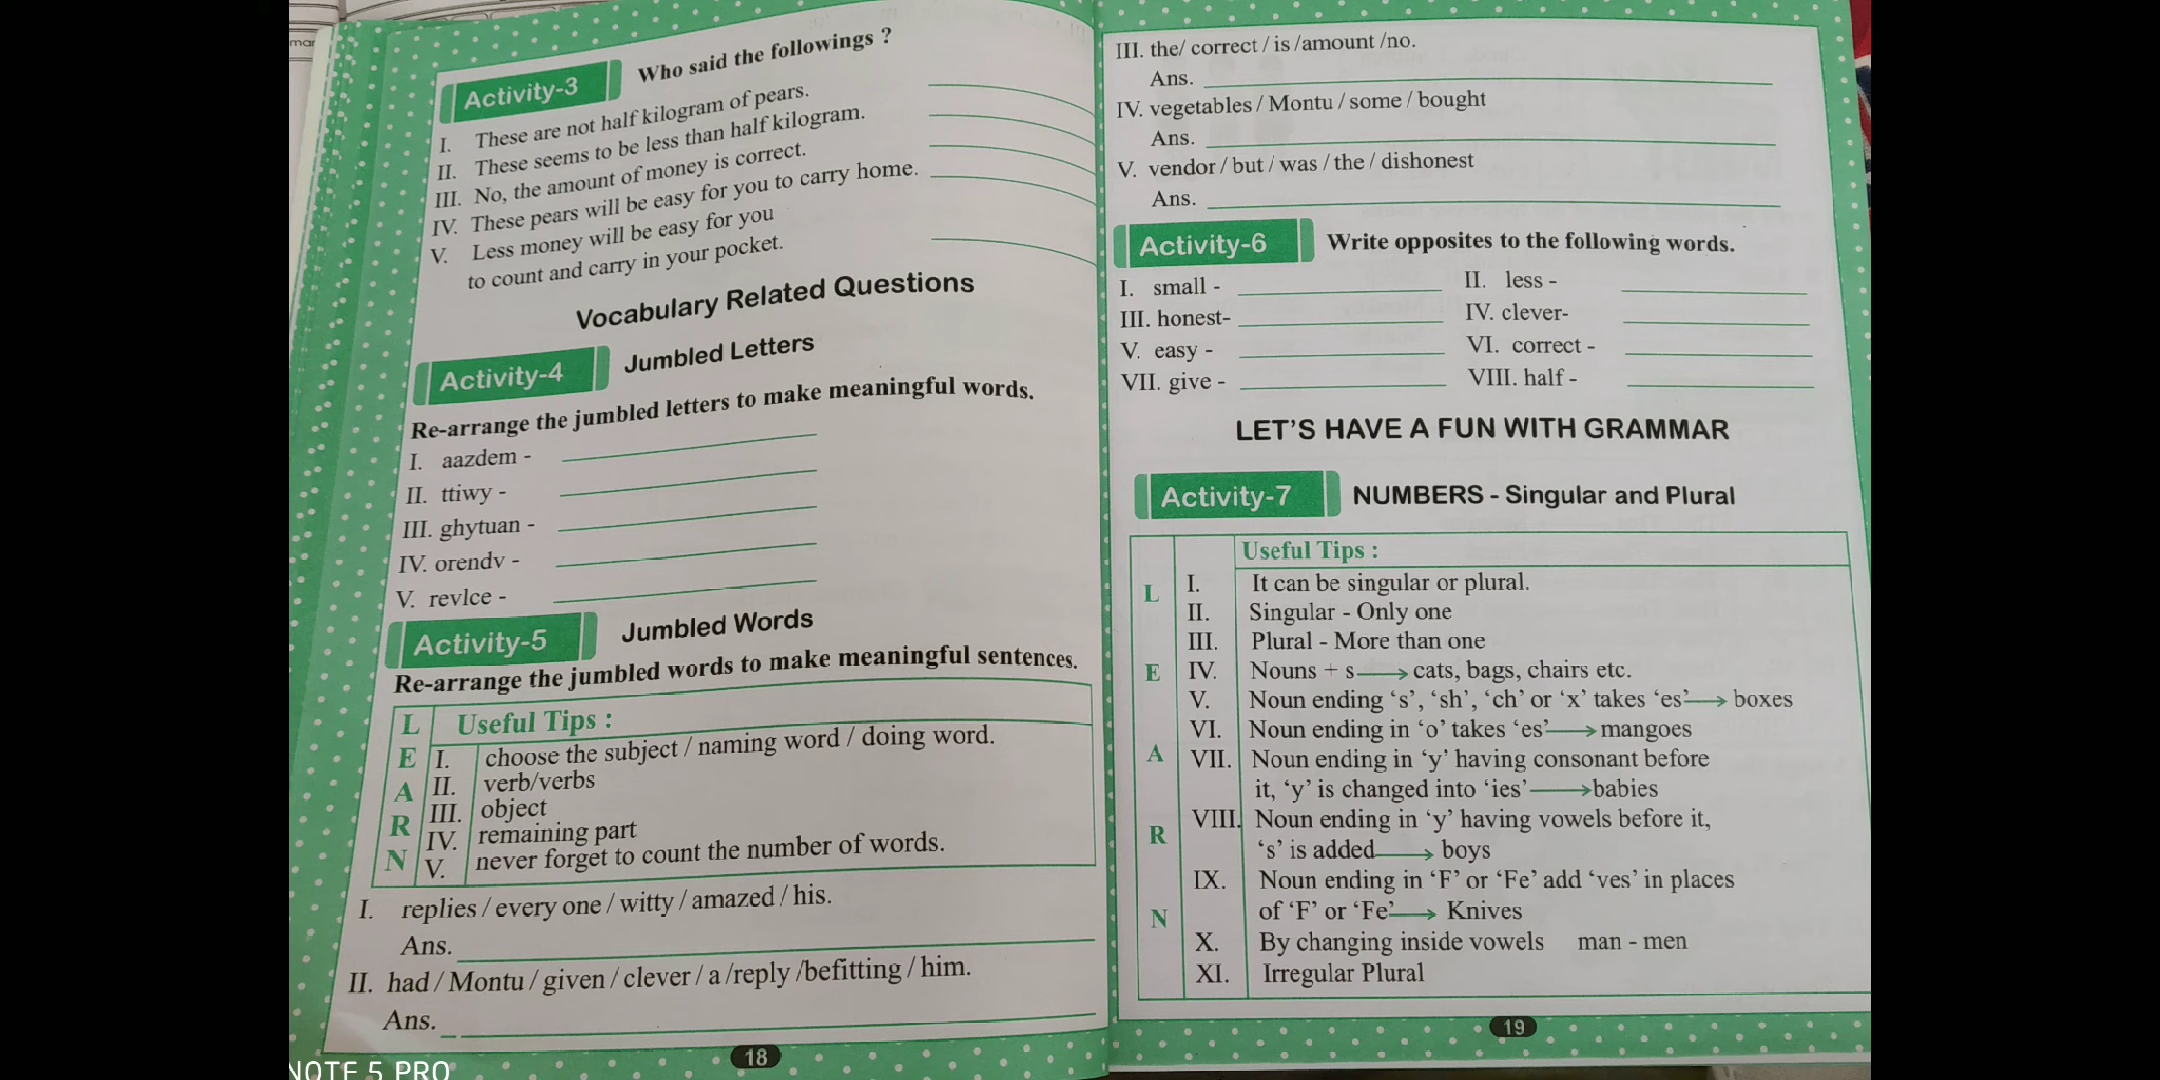 mar
Activity-3 Who said the followings ?
I. These are not half kilogram of pears.
II. These seems to be less than half kilogram.
III. No, the amount of money is correct.
IV. These pears will be easy for you to carry home.
V. Less money will be easy for you
to count and carry in your pocket.
Vocabulary Related Questions
Activity-4 Jumbled Letters
Re-arrange the jumbled letters to make meaningful words.
I. aazdem -
II. ttiwy -
III. ghytuan -
IV. orendv -
V. revlce -
Activity-5 Jumbled Words
Re-arrange the jumbled words to make meaningful sentences.
LEARN
Useful Tips :
I. choose the subject / naming word / doing word.
II. verb/verbs
III. object
IV. remaining part
V. never forget to count the number of words.
I. replies / every one / witty / amazed / his.
Ans.
II. had / Montu / given / clever / a /reply /befitting / him.
Ans.
18
NOTE 5 PRO
III. the/ correct / is /amount /no.
Ans.
IV. vegetables / Montu / some / bought
Ans.
V. vendor / but / was / the / dishonest
Ans.
Activity-6 Write opposites to the following words.
I. small - II. less -
III. honest- IV. clever-
V. easy - VI. correct -
VII. give - VIII. half -
LET'S HAVE A FUN WITH GRAMMAR
Activity-7 NUMBERS - Singular and Plural
LEARN
Useful Tips :
I. It can be singular or plural.
II. Singular - Only one
III. Plural - More than one
IV. Nouns + s⟶cats, bags, chairs etc.
V. Noun ending ‘s’, ‘sh’, ‘ch’ or ‘x’ takes ‘es’⟶ boxes
VI. Noun ending in ‘o’ takes ‘es’⟶mangoes
VII. Noun ending in ‘y’ having consonant before
it, ‘y’ is changed into ‘ies’⟶babies
VIII. Noun ending in ‘y’ having vowels before it,
‘s’ is added⟶ boys
IX. Noun ending in ‘F’ or ‘Fe’ add ‘ves’ in places
of ‘F’ or ‘Fe’⟶ Knives
X. By changing inside vowels man - men
XI. Irregular Plural
19